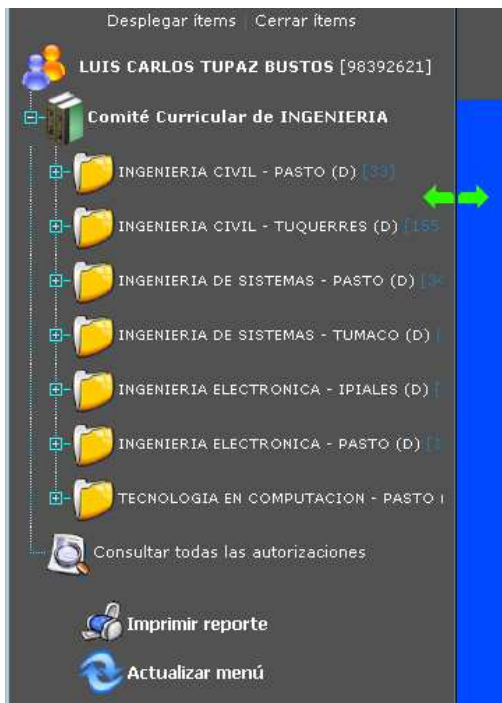 Desplegar ítems | Cerrar ítems
LUIS CARLOS TUPAZ BUSTOS [98392621]
Comité Curricular de INGENIERIA
INGENIERIA CIVIL - PASTO (D) [33]
INGENIERIA CIVIL - TUQUERRES (D) [155
INGENIERIA DE SISTEMAS - PASTO (D)
INGENIERIA DE SISTEMAS - TUMACO (D) [
INGENIERIA ELECTRONICA - IPIALES (D) [
INGENIERIA ELECTRONICA - PASTO (D)
TECNOLOGIA EN COMPUTACION - PASTO (
Consultar todas las autorizaciones
Imprimir reporte
Actualizar menú